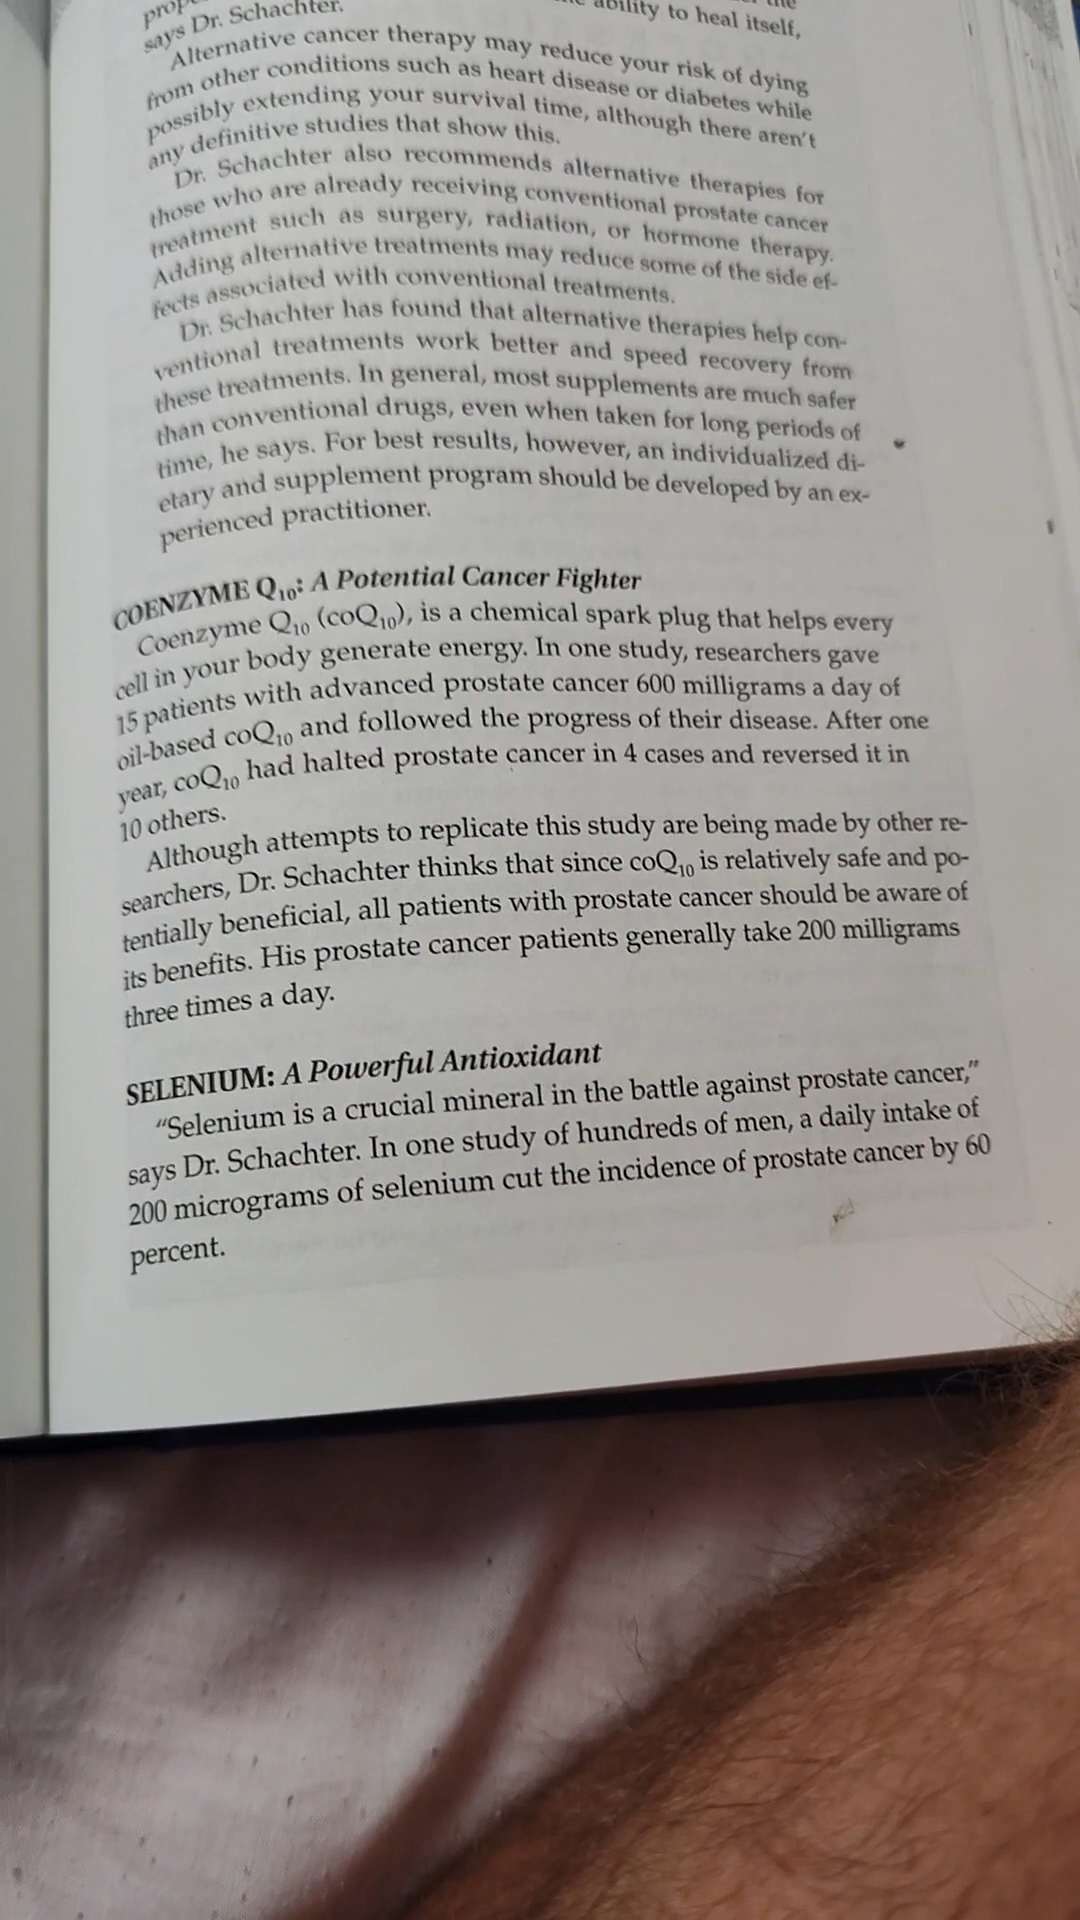 ability to heal itself,
says Dr. Schachter.
Alternative cancer therapy may reduce your risk of dying
from other conditions such as heart disease or diabetes while
possibly extending your survival time, although there aren't
any definitive studies that show this.
Dr. Schachter also recommends alternative therapies for
those who are already receiving conventional prostate cancer
treatment such as surgery, radiation, or hormone therapy.
Adding alternative treatments may reduce some of the side ef-
fects associated with conventional treatments.
Dr. Schachter has found that alternative therapies help con-
ventional treatments work better and speed recovery from
these treatments. In general, most supplements are much safer
than conventional drugs, even when taken for long periods of
time, he says. For best results, however, an individualized di-
etary and supplement program should be developed by an ex-
perienced practitioner.
COENZYME Q10: A Potential Cancer Fighter
Coenzyme Q10 (coQ10), is a chemical spark plug that helps every
cell in your body generate energy. In one study, researchers gave
15 patients with advanced prostate cancer 600 milligrams a day of
oil-based coQ10 and followed the progress of their disease. After one
year, coQ10 had halted prostate cancer in 4 cases and reversed it in
10 others.
Although attempts to replicate this study are being made by other re-
searchers, Dr. Schachter thinks that since coQ10 is relatively safe and po-
tentially beneficial, all patients with prostate cancer should be aware of
its benefits. His prostate cancer patients generally take 200 milligrams
three times a day.
SELENIUM: A Powerful Antioxidant
"Selenium is a crucial mineral in the battle against prostate cancer,"
says Dr. Schachter. In one study of hundreds of men, a daily intake of
200 micrograms of selenium cut the incidence of prostate cancer by 60
percent.